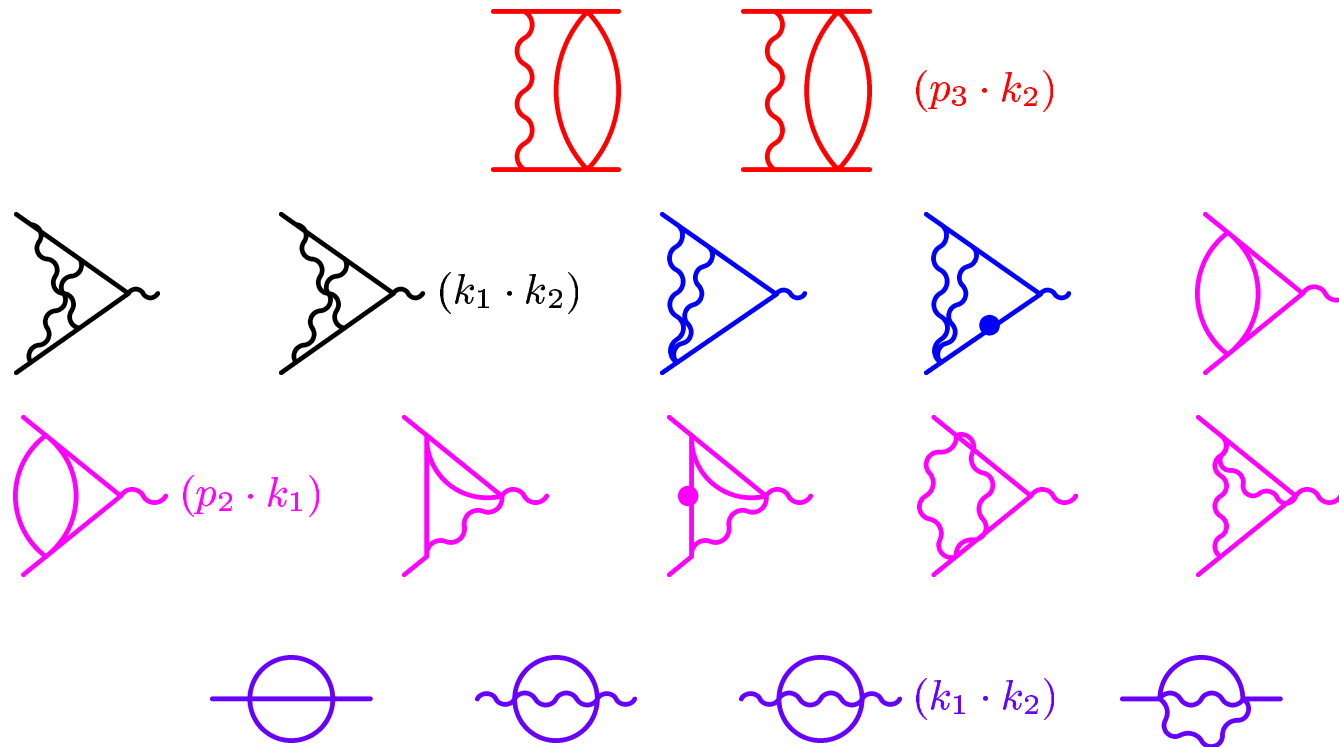 (p₃ · k₂)
(k₁ · k₂)
(p₂ · k₁)
(k₁ · k₂)